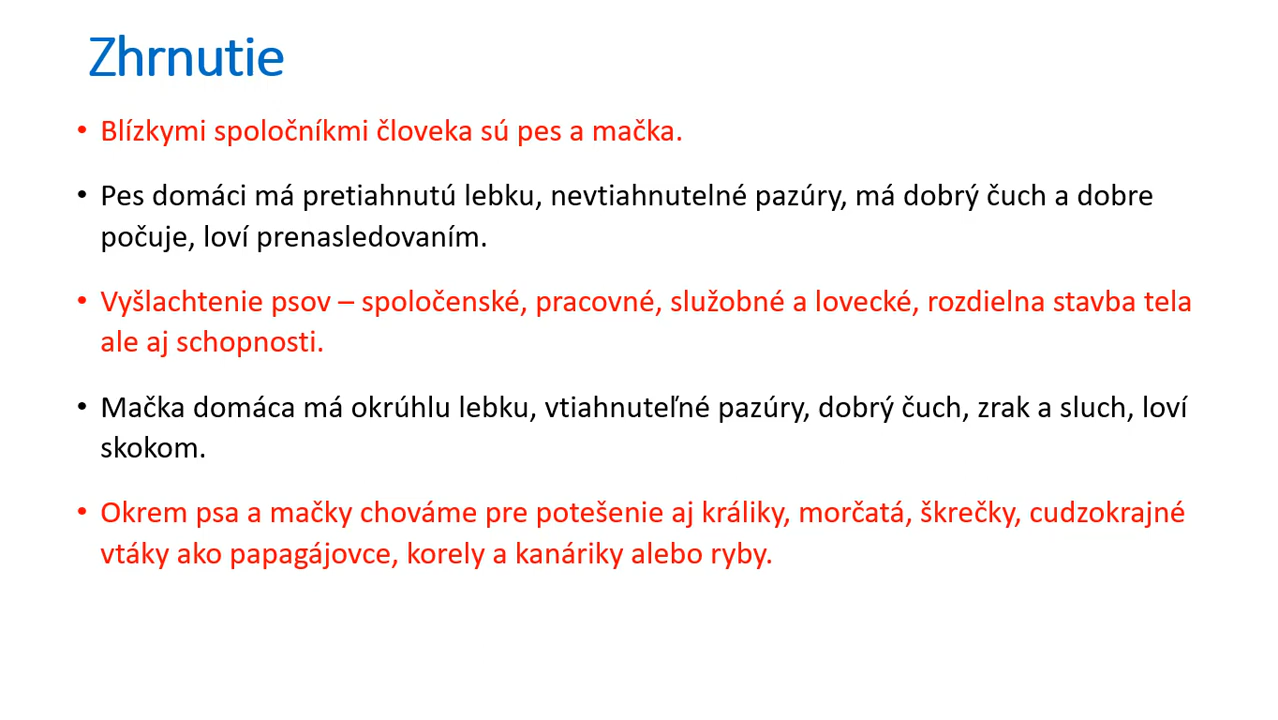 Zhrnutie
• Blízkymi spoločníkmi človeka sú pes a mačka.
• Pes domáci má pretiahnutú lebku, nevtiahnutelné pazúry, má dobrý čuch a dobre
počuje, loví prenasledovaním.
• Vyšlachtenie psov – spoločenské, pracovné, služobné a lovecké, rozdielna stavba tela
ale aj schopnosti.
• Mačka domáca má okrúhlu lebku, vtiahnuteľné pazúry, dobrý čuch, zrak a sluch, loví
skokom.
• Okrem psa a mačky chováme pre potešenie aj králiky, morčatá, škrečky, cudzokrajné
vtáky ako papagájovce, korely a kanáriky alebo ryby.